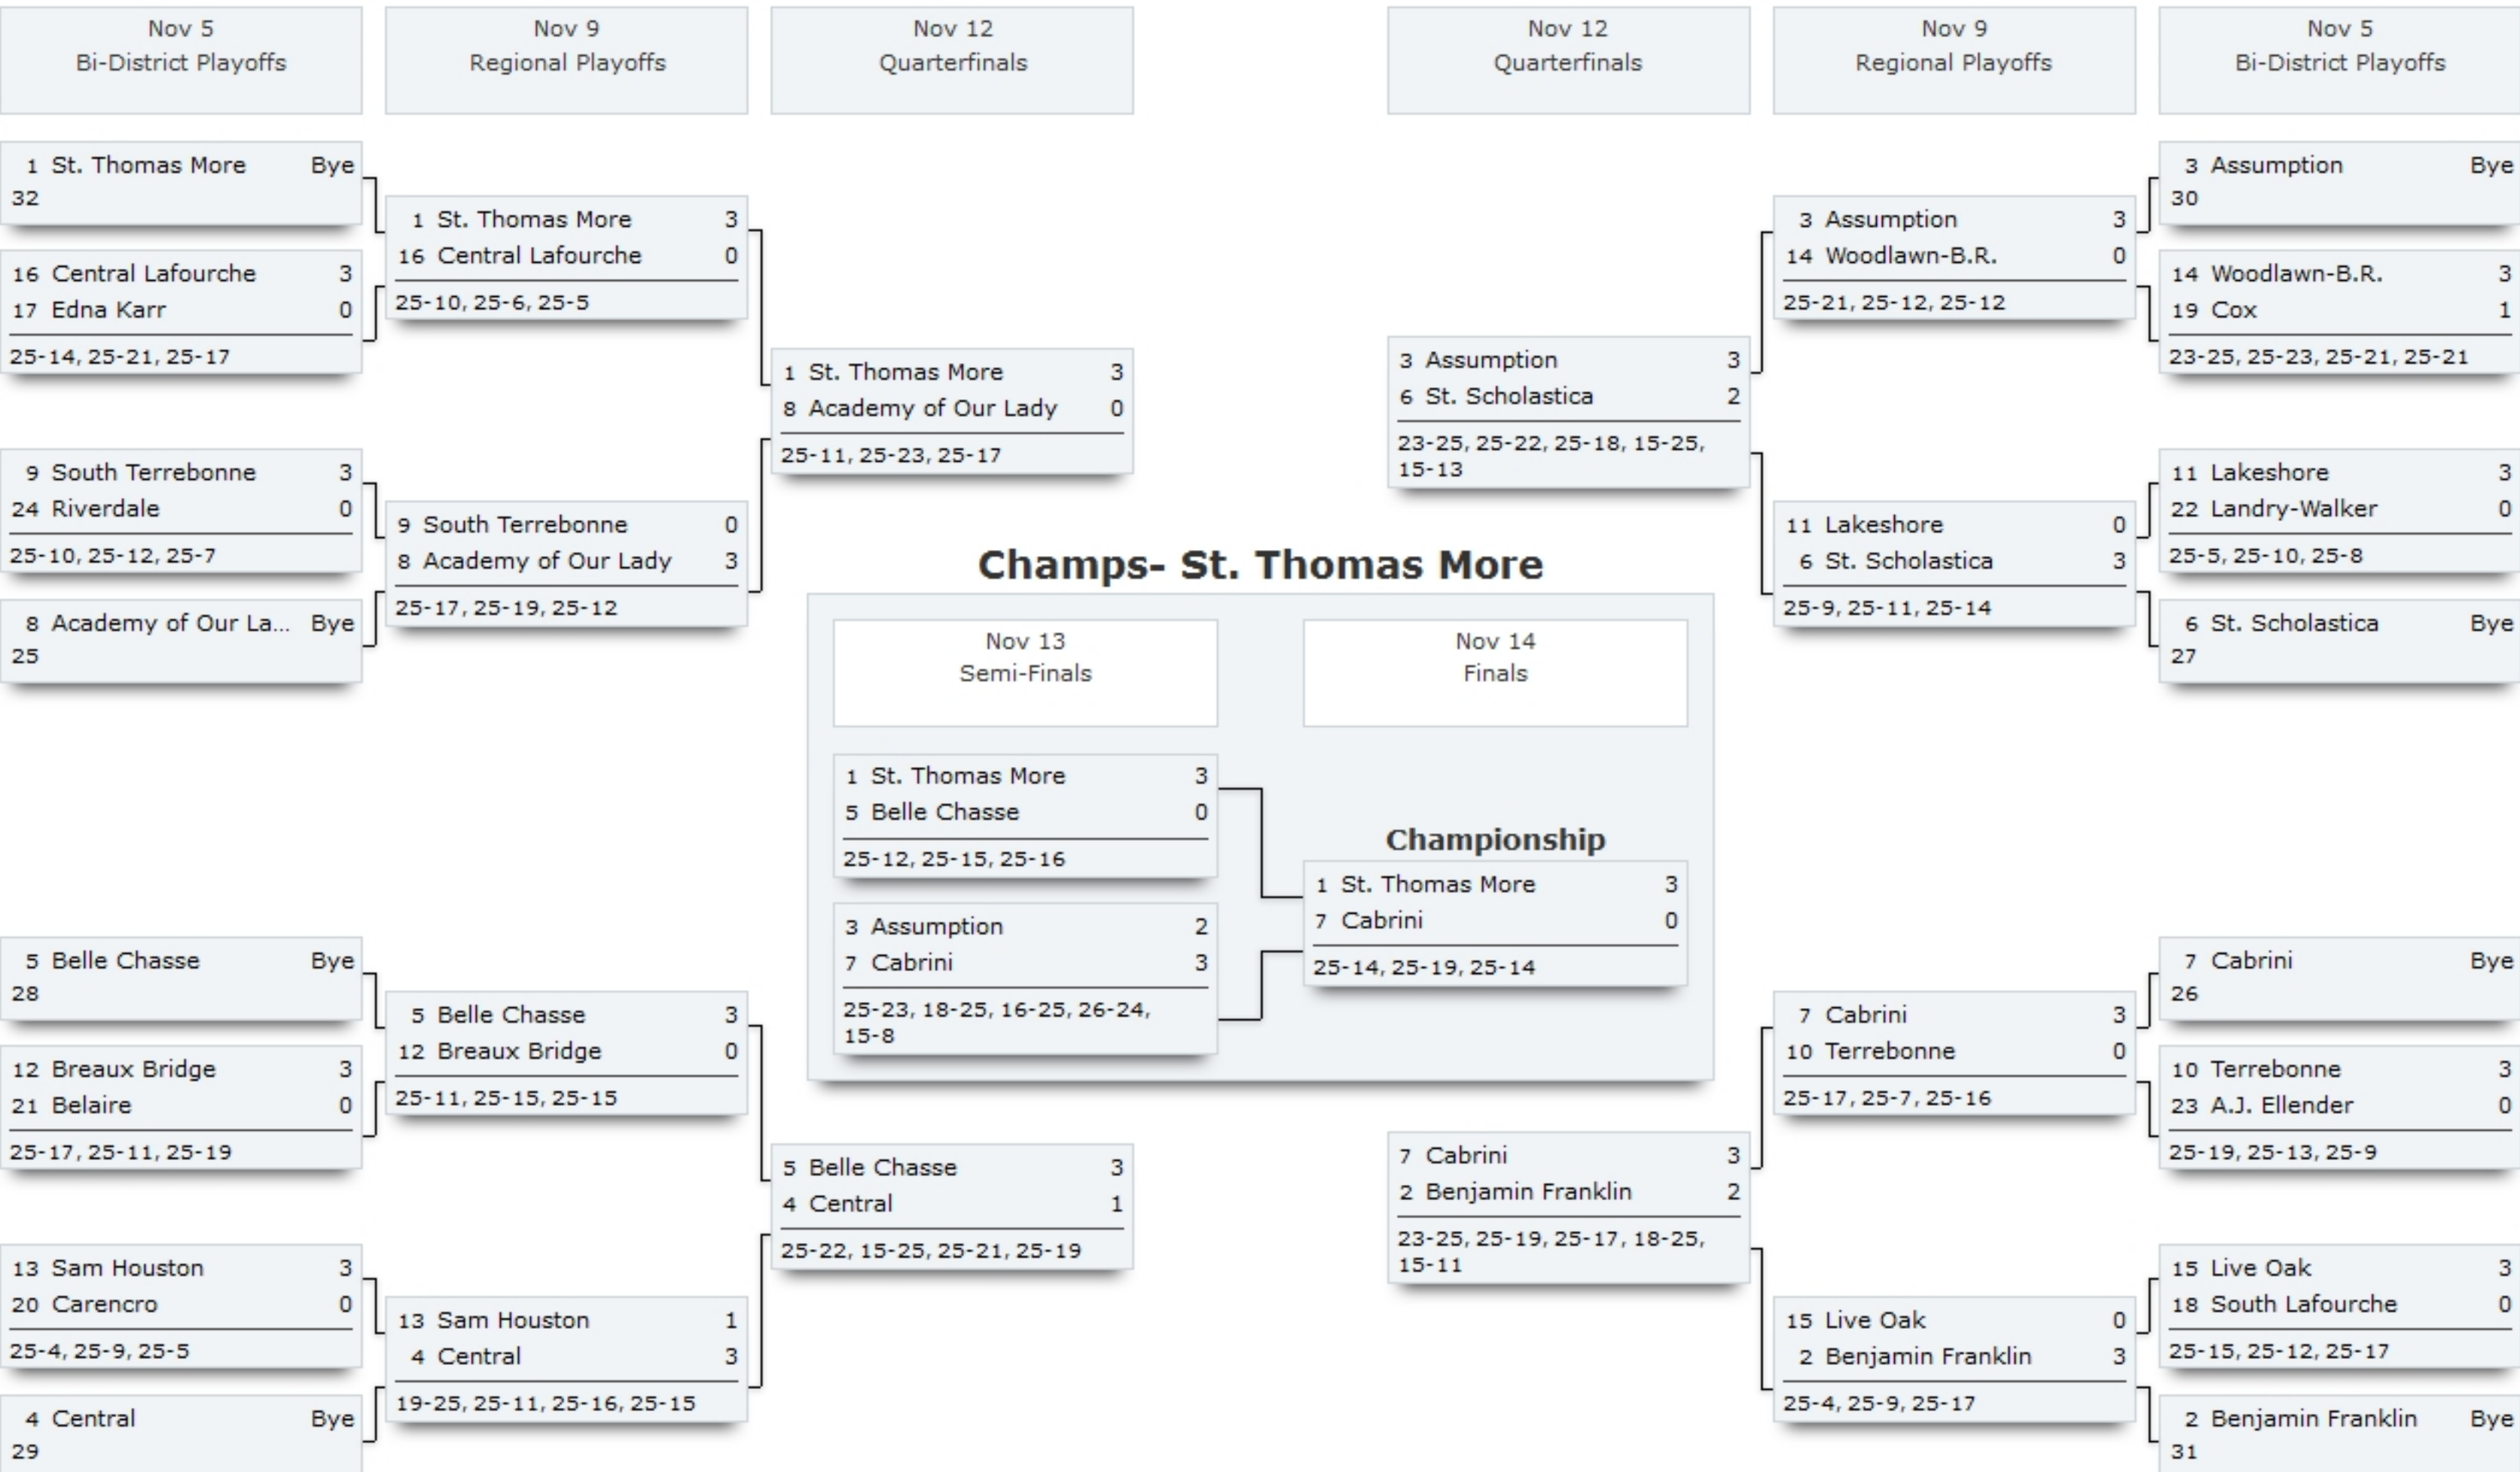 Nov 5
Bi-District Playoffs
Nov 9
Regional Playoffs
Nov 12
Quarterfinals
Nov 12
Quarterfinals
Nov 9
Regional Playoffs
Nov 5
Bi-District Playoffs
1 St. Thomas More Bye
32
16 Central Lafourche 3
17 Edna Karr 0
25-14, 25-21, 25-17
9 South Terrebonne 3
24 Riverdale 0
25-10, 25-12, 25-7
8 Academy of Our La... Bye
25
5 Belle Chasse Bye
28
12 Breaux Bridge 3
21 Belaire 0
25-17, 25-11, 25-19
13 Sam Houston 3
20 Carencro 0
25-4, 25-9, 25-5
4 Central Bye
29
1 St. Thomas More 3
16 Central Lafourche 0
25-10, 25-6, 25-5
9 South Terrebonne 0
8 Academy of Our Lady 3
25-17, 25-19, 25-12
5 Belle Chasse 3
12 Breaux Bridge 0
25-11, 25-15, 25-15
13 Sam Houston 1
4 Central 3
19-25, 25-11, 25-16, 25-15
1 St. Thomas More 3
8 Academy of Our Lady 0
25-11, 25-23, 25-17
5 Belle Chasse 3
4 Central 1
25-22, 15-25, 25-21, 25-19
Champs- St. Thomas More
Nov 13
Semi-Finals
Nov 14
Finals
1 St. Thomas More 3
5 Belle Chasse 0
25-12, 25-15, 25-16
3 Assumption 2
7 Cabrini 3
25-23, 18-25, 16-25, 26-24,
15-8
Championship
1 St. Thomas More 3
7 Cabrini 0
25-14, 25-19, 25-14
3 Assumption 3
6 St. Scholastica 2
23-25, 25-22, 25-18, 15-25,
15-13
7 Cabrini 3
2 Benjamin Franklin 2
23-25, 25-19, 25-17, 18-25,
15-11
3 Assumption 3
14 Woodlawn-B.R. 0
25-21, 25-12, 25-12
11 Lakeshore 0
6 St. Scholastica 3
25-9, 25-11, 25-14
7 Cabrini 3
10 Terrebonne 0
25-17, 25-7, 25-16
15 Live Oak 0
2 Benjamin Franklin 3
25-4, 25-9, 25-17
3 Assumption Bye
30
14 Woodlawn-B.R. 3
19 Cox 1
23-25, 25-23, 25-21, 25-21
11 Lakeshore 3
22 Landry-Walker 0
25-5, 25-10, 25-8
6 St. Scholastica Bye
27
7 Cabrini Bye
26
10 Terrebonne 3
23 A.J. Ellender 0
25-19, 25-13, 25-9
15 Live Oak 3
18 South Lafourche 0
25-15, 25-12, 25-17
2 Benjamin Franklin Bye
31